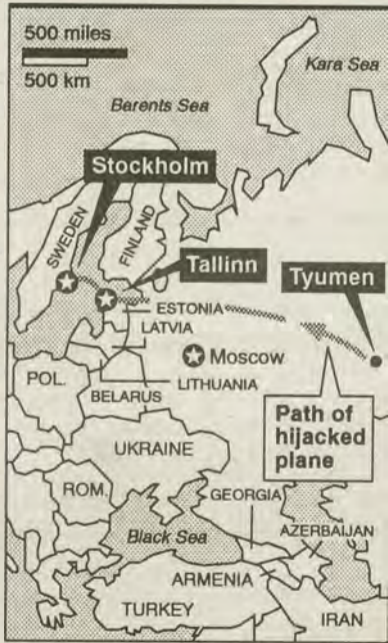 500 miles
500 km
Kara Sea
Barents Sea
Stockholm
SWEDEN
FINLAND
Tallinn
Tyumen
ESTONIA
LATVIA
Moscow
LITHUANIA
POL.
BELARUS
Path of
hijacked
plane
UKRAINE
ROM.
GEORGIA
Black Sea
AZERBAIJAN
ARMENIA
TURKEY
IRAN